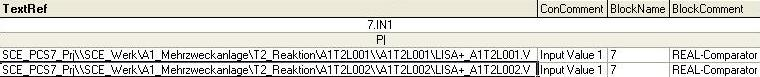 TextRef ConComment BlockName BlockComment
7.IN1
PI
SCE_PCS7_Prj\\SCE_Werk\A1_Mehrzweckanlage\T2_Reaktion\A1T2L001\\A1T2L001\LISA+_A1T2L001.V Input Value 1 7 REAL-Comparator
SCE_PCS7_Prj\\SCE_Werk\A1_Mehrzweckanlage\T2_Reaktion\A1T2L002\\A1T2L002\LISA+_A1T2L002.V Input Value 1 7 REAL-Comparator